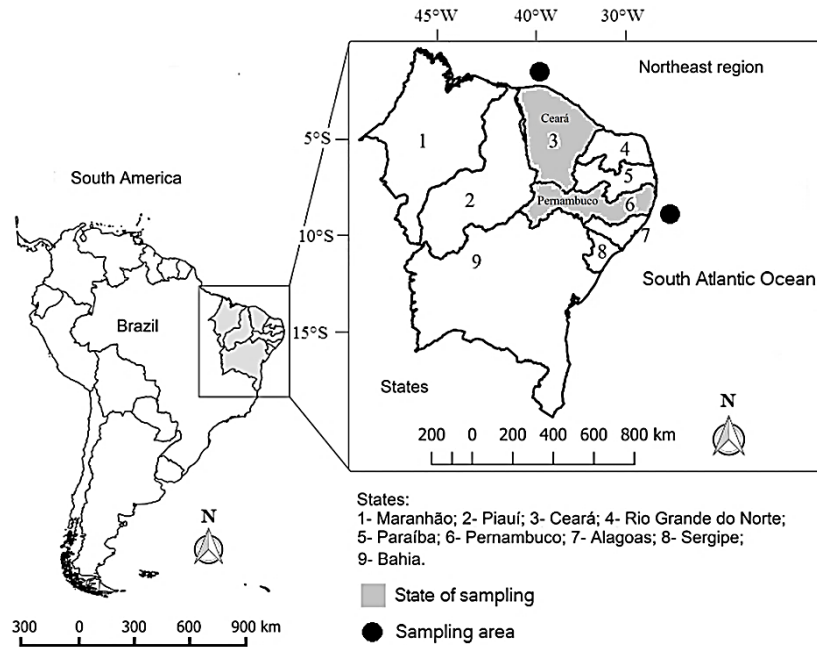 45°W 40°W 30°W
Northeast region
5°S
10°S
15°S
Ceará
3
1
4
5
2
Pernambuco
6
7
8
9
South Atlantic Ocean
States
N
200 0 200 400 600 800 km
South America
Brazil
N
300 0 300 600 900 km
States:
1- Maranhão; 2- Piauí; 3- Ceará; 4- Rio Grande do Norte;
5- Paraíba; 6- Pernambuco; 7- Alagoas; 8- Sergipe;
9- Bahia.
State of sampling
Sampling area